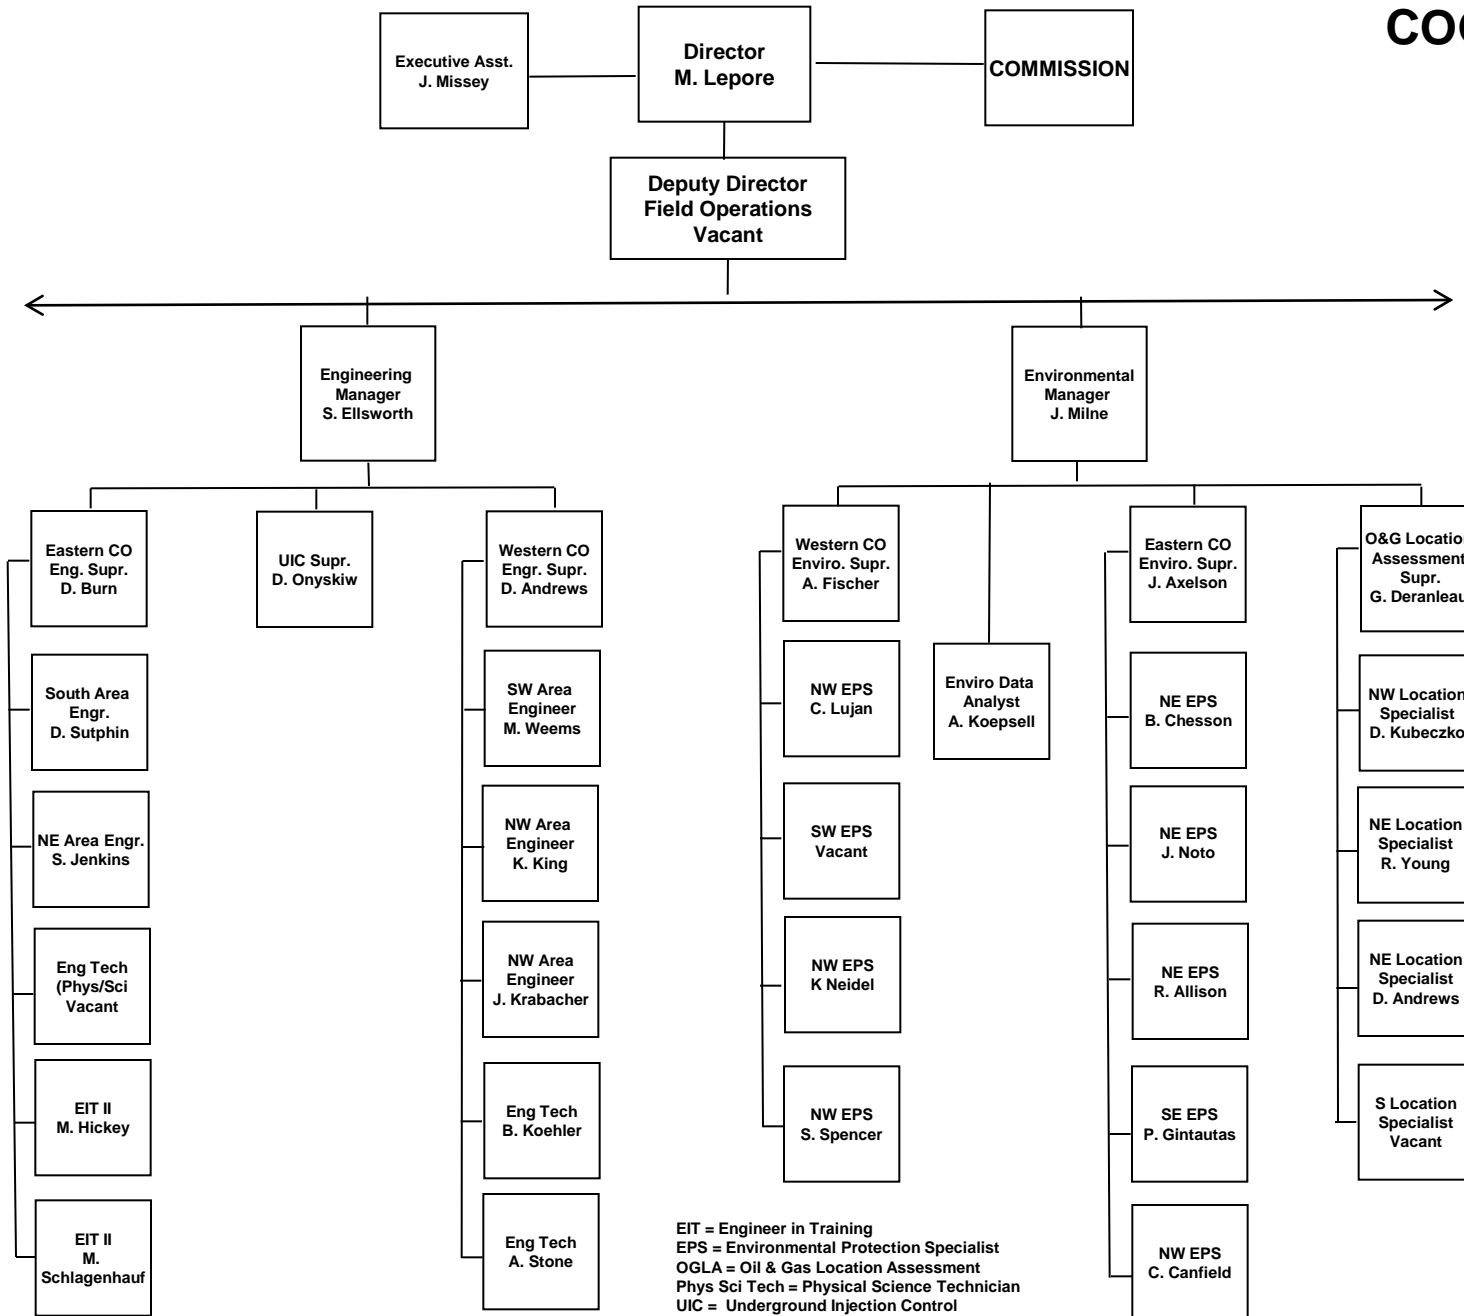 COG
Executive Asst.
J. Missey
Director
M. Lepore
COMMISSION
Deputy Director
Field Operations
Vacant
Engineering
Manager
S. Ellsworth
Environmental
Manager
J. Milne
Eastern CO
Eng. Supr.
D. Burn
UIC Supr.
D. Onyskiw
Western CO
Engr. Supr.
D. Andrews
Western CO
Enviro. Supr.
A. Fischer
Eastern CO
Enviro. Supr.
J. Axelson
O&G Location
Assessment
Supr.
G. Deranleau
South Area
Engr.
D. Sutphin
SW Area
Engineer
M. Weems
NW EPS
C. Lujan
Enviro Data
Analyst
A. Koepsell
NE EPS
B. Chesson
NW Location
Specialist
D. Kubeczko
NE Area Engr.
S. Jenkins
NW Area
Engineer
K. King
SW EPS
Vacant
NE EPS
J. Noto
NE Location
Specialist
R. Young
Eng Tech
(Phys/Sci
Vacant
NW Area
Engineer
J. Krabacher
NW EPS
K Neidel
NE EPS
R. Allison
NE Location
Specialist
D. Andrews
EIT II
M. Hickey
Eng Tech
B. Koehler
NW EPS
S. Spencer
SE EPS
P. Gintautas
S Location
Specialist
Vacant
EIT II
M.
Schlagenhauf
Eng Tech
A. Stone
NW EPS
C. Canfield
EIT = Engineer in Training
EPS = Environmental Protection Specialist
OGLA = Oil & Gas Location Assessment
Phys Sci Tech = Physical Science Technician
UIC = Underground Injection Control